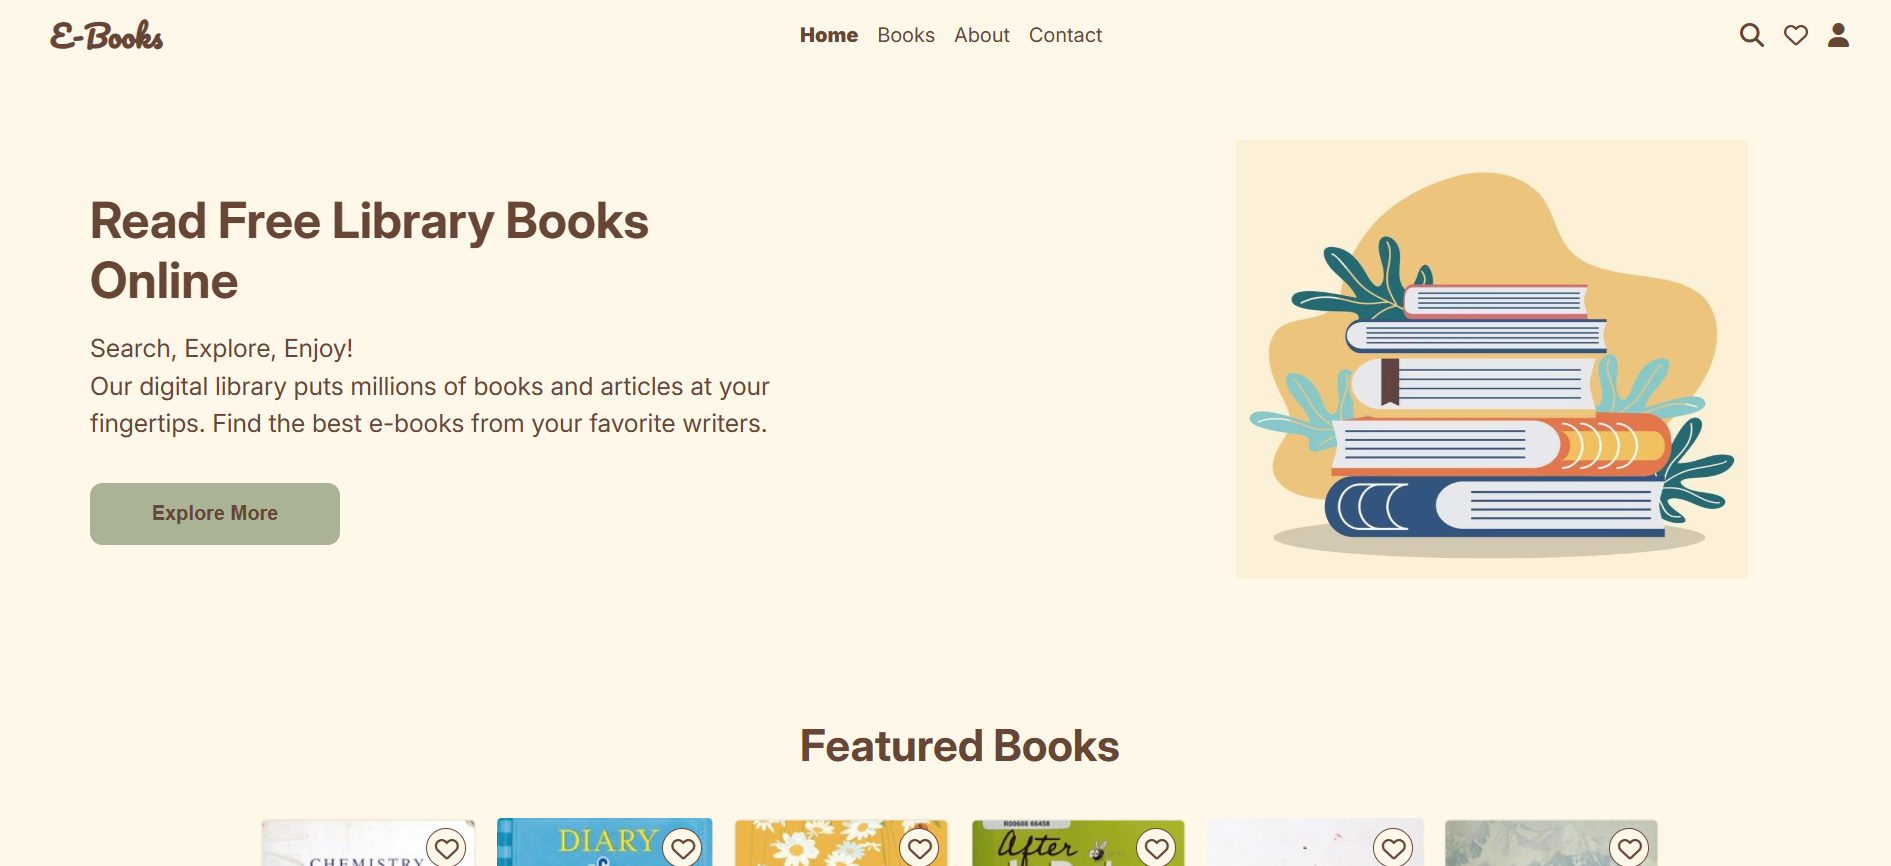 E-Books
Home Books About Contact
Read Free Library Books
Online
Search, Explore, Enjoy!
Our digital library puts millions of books and articles at your
fingertips. Find the best e-books from your favorite writers.
Explore More
Featured Books
CHEMISTRY
DIARY
R00608 66458
After